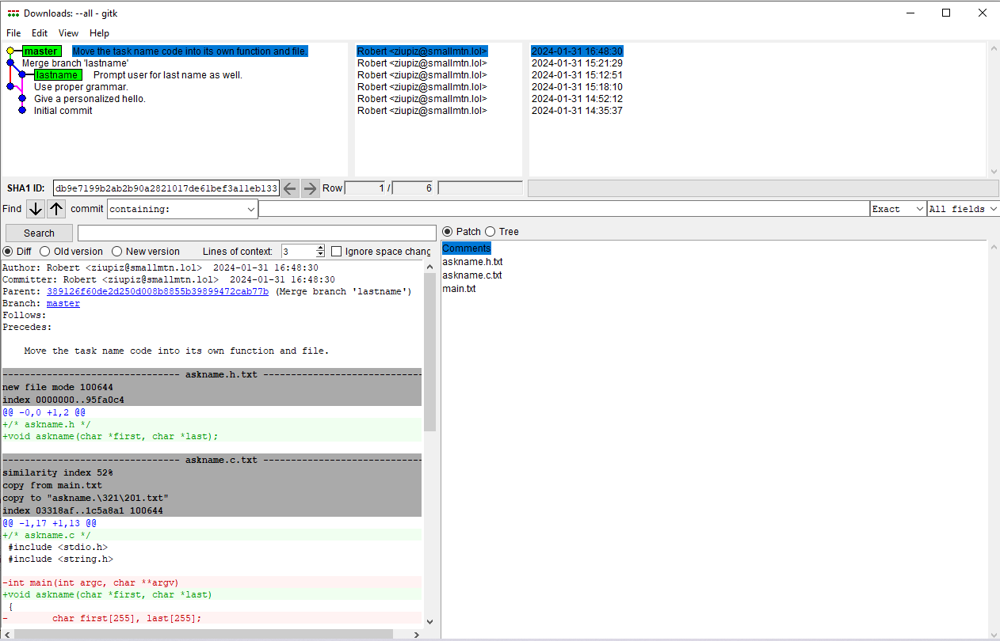 Downloads: --all - gitk
File Edit View Help
master Move the task name code into its own function and file. Robert <ziupiz@smallmtn.lol> 2024-01-31 16:48:30
Merge branch 'lastname' Robert <ziupiz@smallmtn.lol> 2024-01-31 15:21:29
lastname Prompt user for last name as well. Robert <ziupiz@smallmtn.lol> 2024-01-31 15:12:51
Use proper grammar. Robert <ziupiz@smallmtn.lol> 2024-01-31 15:18:10
Give a personalized hello. Robert <ziupiz@smallmtn.lol> 2024-01-31 14:52:12
Initial commit Robert <ziupiz@smallmtn.lol> 2024-01-31 14:35:37
SHA1 ID: db9e7199b2ab2b90a2821017de61bef3a11eb133 Row 1 / 6
Find commit containing: Exact All fields
Search
Patch Tree
Diff Old version New version Lines of context: 3 Ignore space chang
Comments
askname.h.txt
askname.c.txt
main.txt
Author: Robert <ziupiz@smallmtn.lol> 2024-01-31 16:48:30
Committer: Robert <ziupiz@smallmtn.lol> 2024-01-31 16:48:30
Parent: 389126f60de2d250d008b8855b39899472cab77b (Merge branch 'lastname')
Branch: master
Follows:
Precedes:
Move the task name code into its own function and file.
-------------------------------- askname.h.txt -----------------------------
new file mode 100644
index 0000000..95fa0c4
@@ -0,0 +1,2 @@
+/* askname.h */
+void askname(char *first, char *last);
-------------------------------- askname.c.txt -----------------------------
similarity index 52%
copy from main.txt
copy to "askname.\321\201.txt"
index 03318af..1c5a8a1 100644
@@ -1,17 +1,13 @@
+/* askname.c */
#include <stdio.h>
#include <string.h>
-int main(int argc, char **argv)
+void askname(char *first, char *last)
{
- char first[255], last[255];